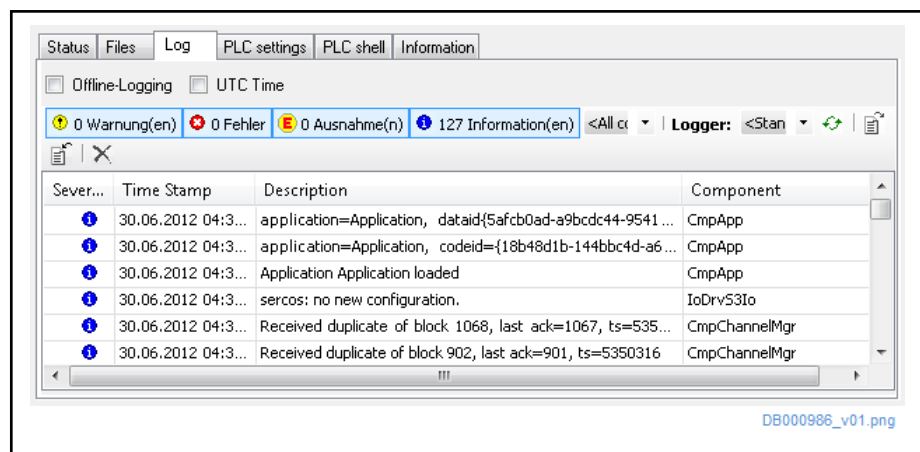 Status Files Log PLC settings PLC shell Information
Offline-Logging UTC Time
0 Warnung(en) 0 Fehler E 0 Ausnahme(n) 127 Information(en) <All cc Logger: <Stan
Sever... Time Stamp Description Component
30.06.2012 04:3... application=Application, dataid{5afcb0ad-a9bcdc44-9541 ... CmpApp
30.06.2012 04:3... application=Application, codeid={18b48d1b-144bbc4d-a6... CmpApp
30.06.2012 04:3... Application Application loaded CmpApp
30.06.2012 04:3... sercos: no new configuration. IoDrvS3Io
30.06.2012 04:3... Received duplicate of block 1068, last ack=1067, ts=535... CmpChannelMgr
30.06.2012 04:3... Received duplicate of block 902, last ack=901, ts=5350316 CmpChannelMgr
DB000986_v01.png